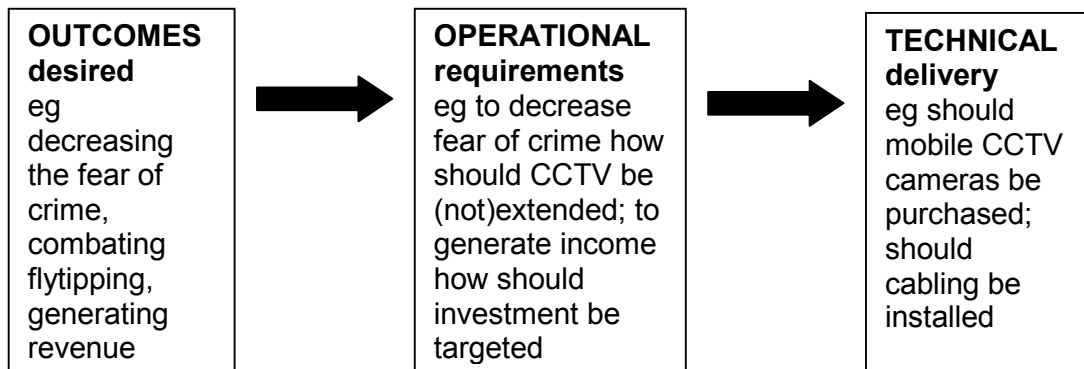 OUTCOMES
desired
eg
decreasing
the fear of
crime,
combating
flytipping,
generating
revenue
OPERATIONAL
requirements
eg to decrease
fear of crime how
should CCTV be
(not)extended; to
generate income
how should
investment be
targeted
TECHNICAL
delivery
eg should
mobile CCTV
cameras be
purchased;
should
cabling be
installed